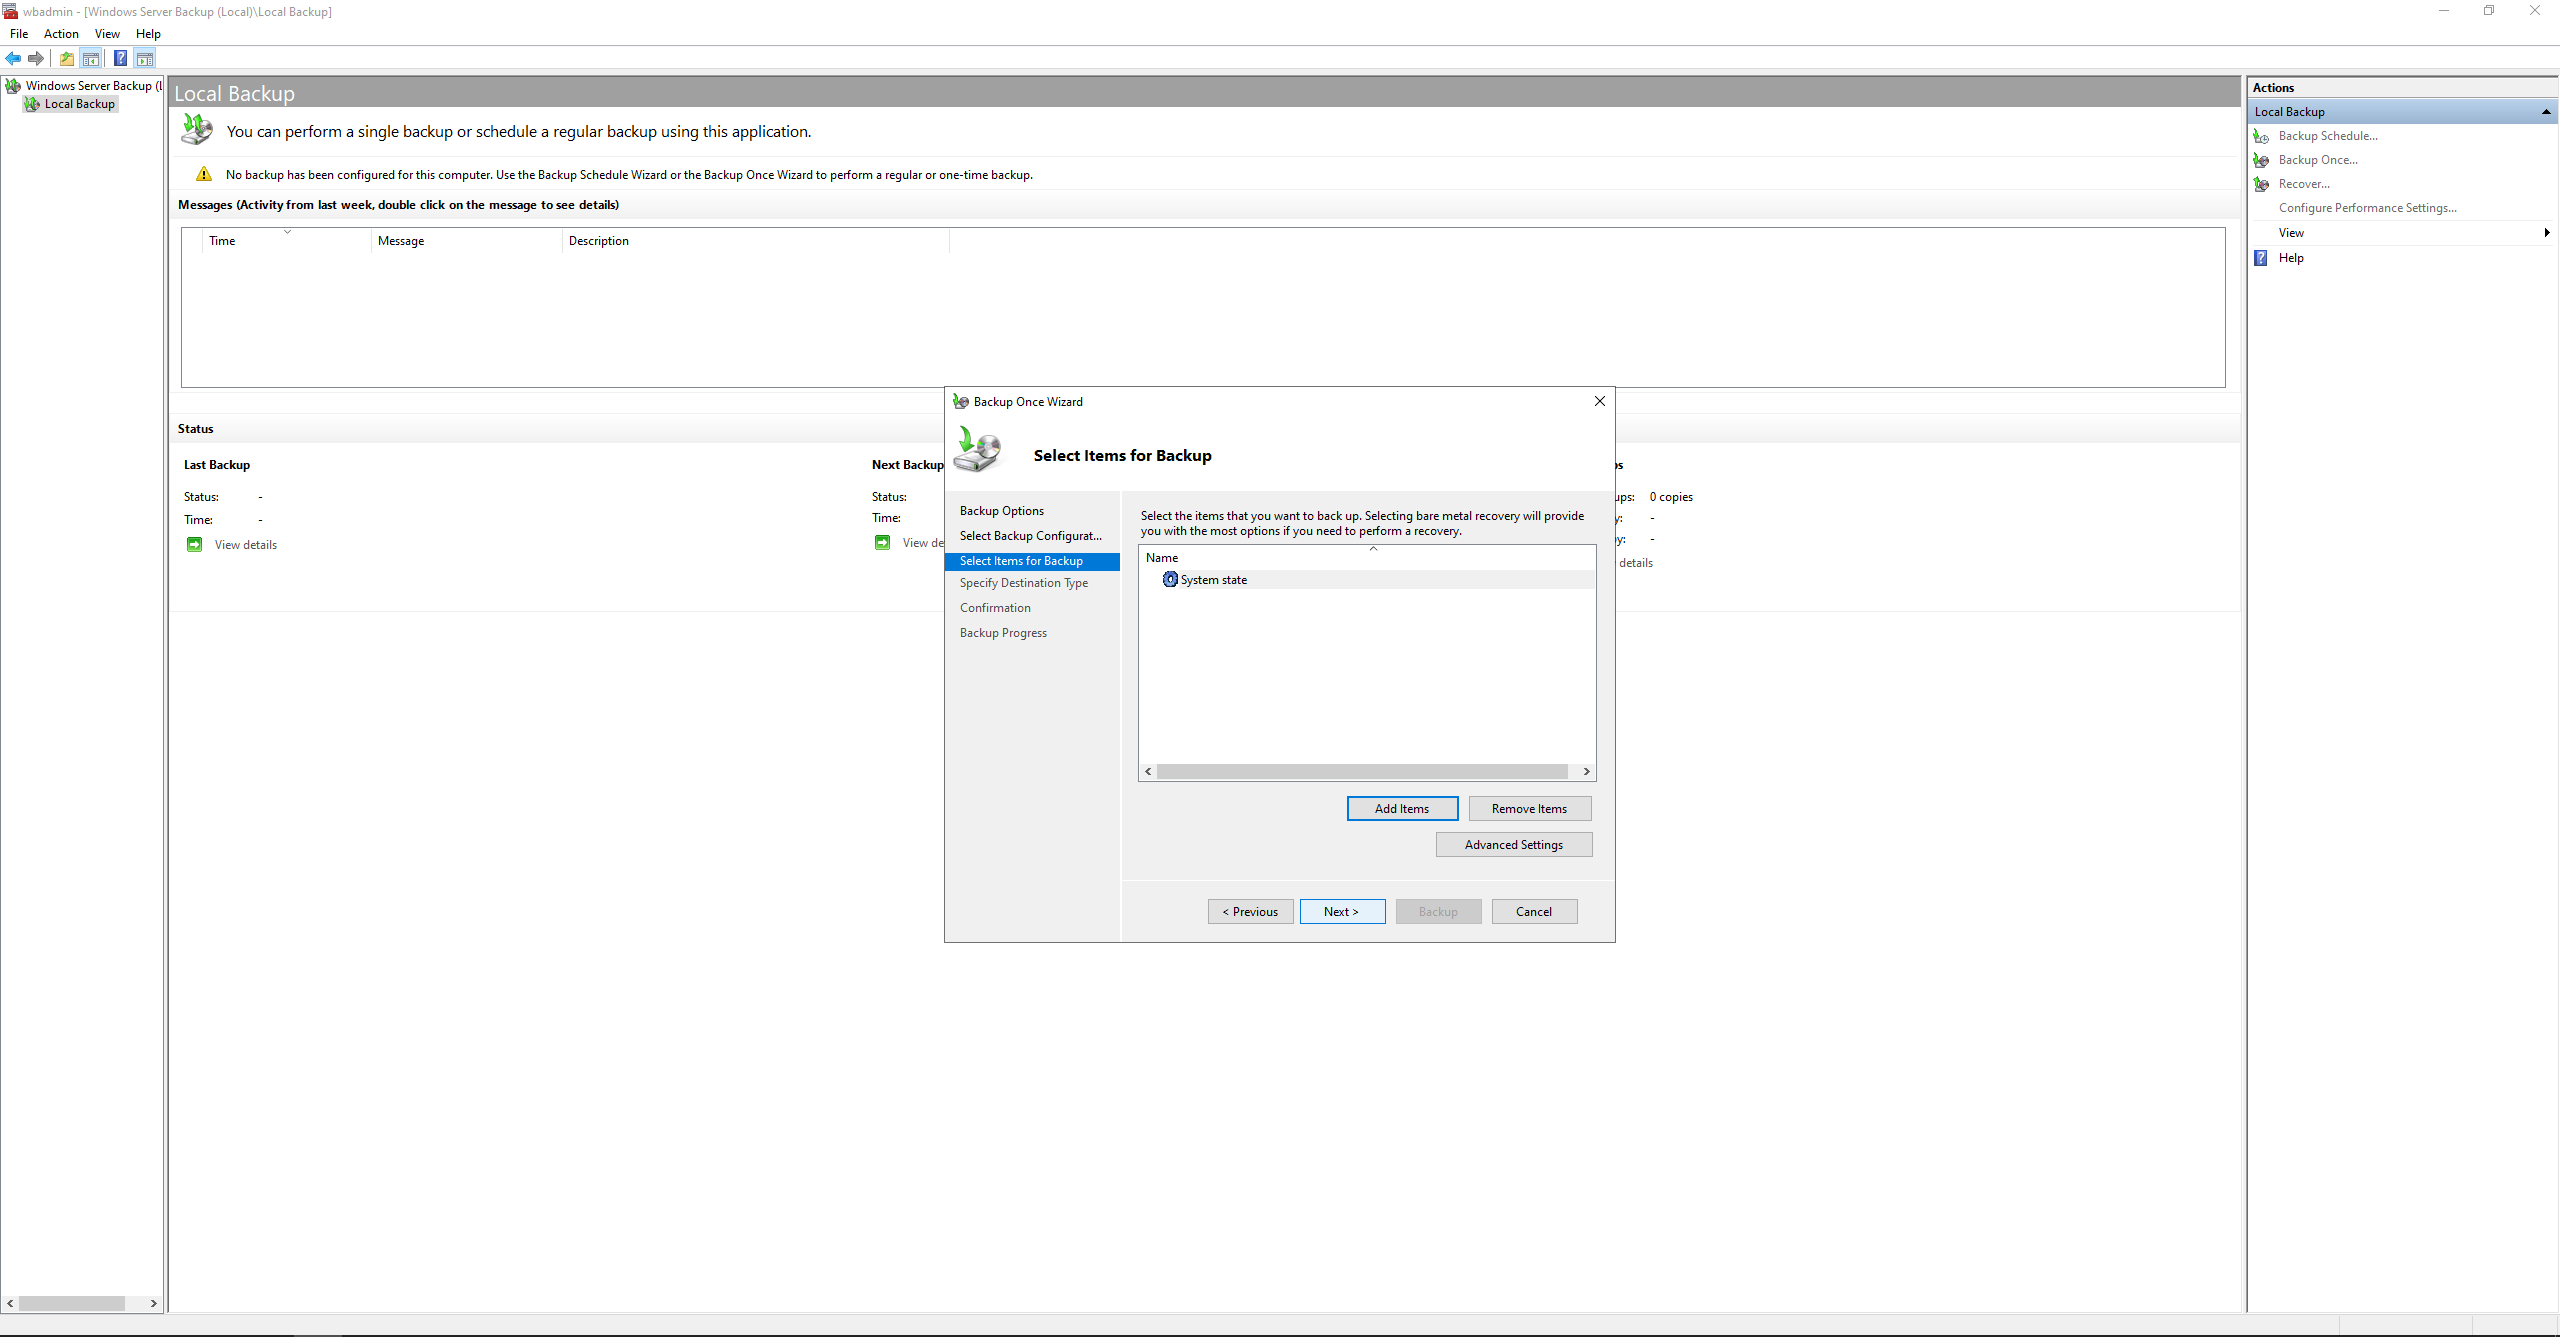 wbadmin - [Windows Server Backup (Local)\Local Backup]
File Action View Help
Windows Server Backup (L
Local Backup
Local Backup
You can perform a single backup or schedule a regular backup using this application.
No backup has been configured for this computer. Use the Backup Schedule Wizard or the Backup Once Wizard to perform a regular or one-time backup.
Messages (Activity from last week, double click on the message to see details)
Time Message Description
Status
Last Backup
Status: -
Time: -
View details
Next Backup
Status:
Time:
View de
s
ups: 0 copies
y: -
y: -
details
Backup Once Wizard
Select Items for Backup
Backup Options
Select Backup Configurat...
Select Items for Backup
Specify Destination Type
Confirmation
Backup Progress
Select the items that you want to back up. Selecting bare metal recovery will provide
you with the most options if you need to perform a recovery.
Name
System state
Add Items Remove Items
Advanced Settings
< Previous Next > Backup Cancel
Actions
Local Backup
Backup Schedule...
Backup Once...
Recover...
Configure Performance Settings...
View
Help